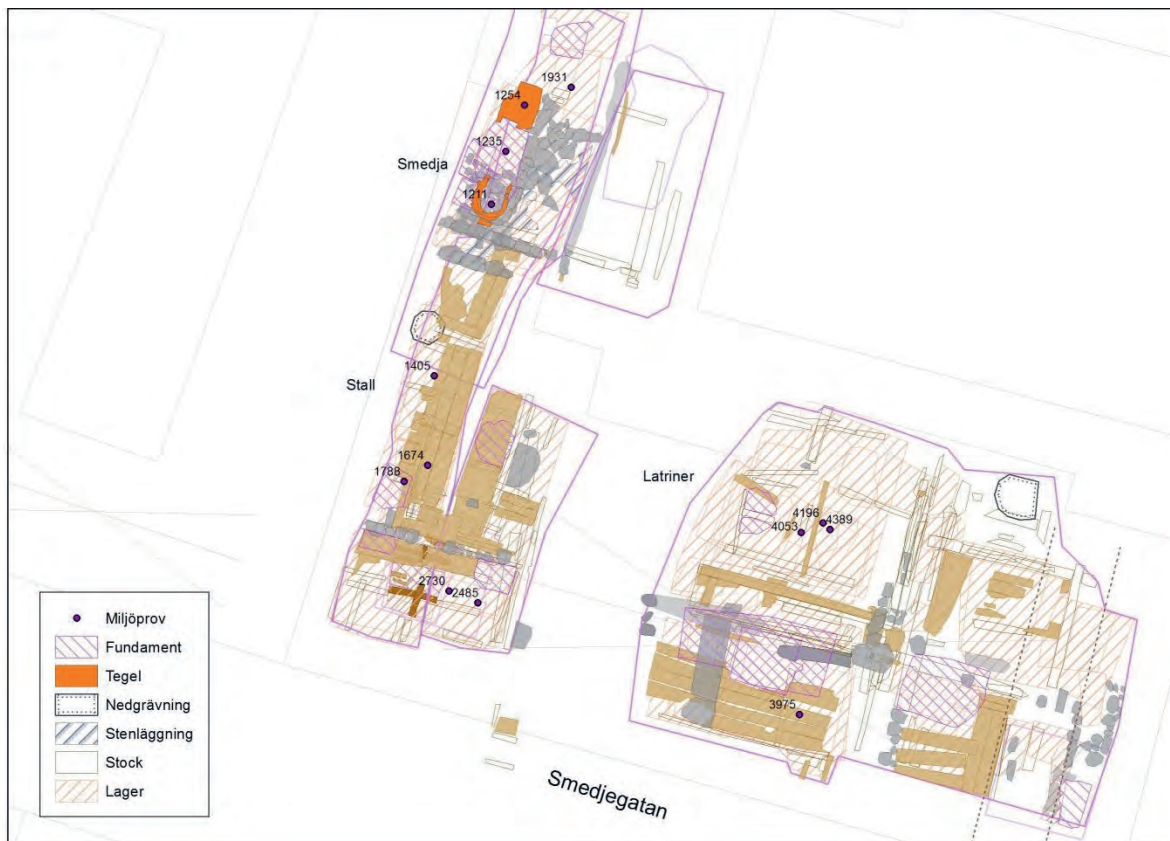 1931
1254
1235
Smedja
1211
1405
Stall
1674
1788
Latriner
4196
4389
4053
2730
2485
3975
Smedjegatan
Miljöprov
Fundament
Tegel
Nedgrävning
Stenläggning
Stock
Lager